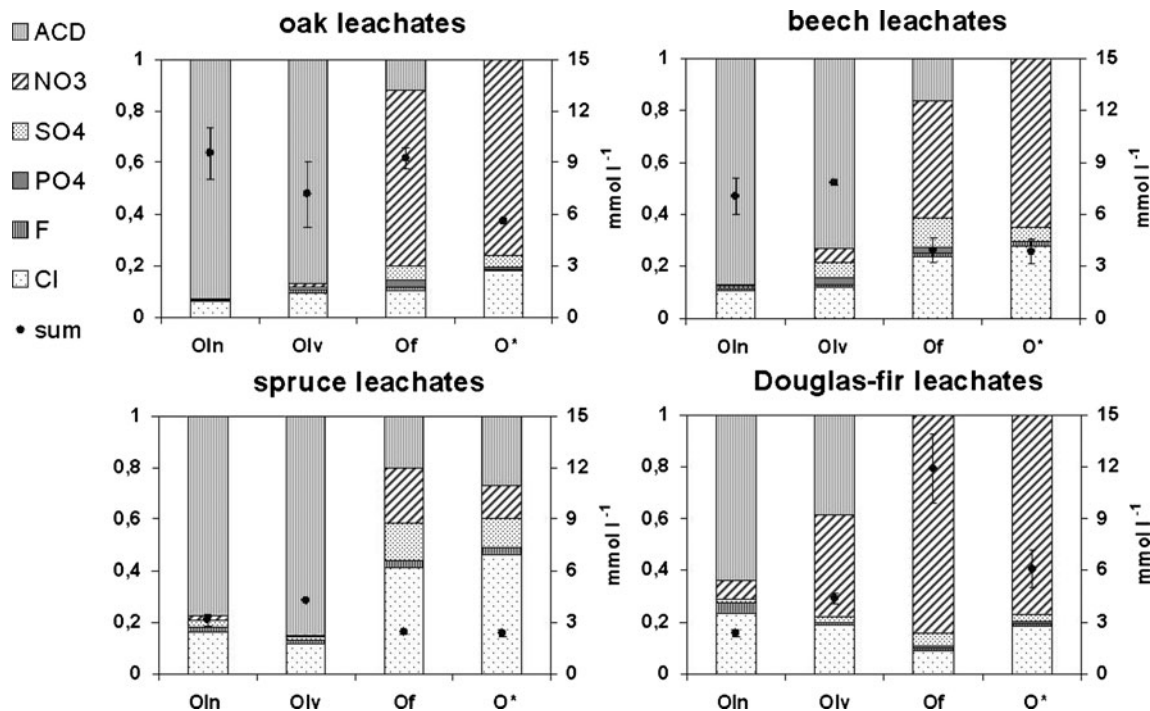 ACD
NO3
SO4
PO4
F
Cl
sum
oak leachates
1
0,8
0,6
0,4
0,2
0
15
12
9
6
3
0
mmol l⁻¹
Oln
Olv
Of
O*
beech leachates
1
0,8
0,6
0,4
0,2
0
15
12
9
6
3
0
mmol l⁻¹
Oln
Olv
Of
O*
spruce leachates
1
0,8
0,6
0,4
0,2
0
15
12
9
6
3
0
mmol l⁻¹
Oln
Olv
Of
O*
Douglas-fir leachates
1
0,8
0,6
0,4
0,2
0
15
12
9
6
3
0
mmol l⁻¹
Oln
Olv
Of
O*